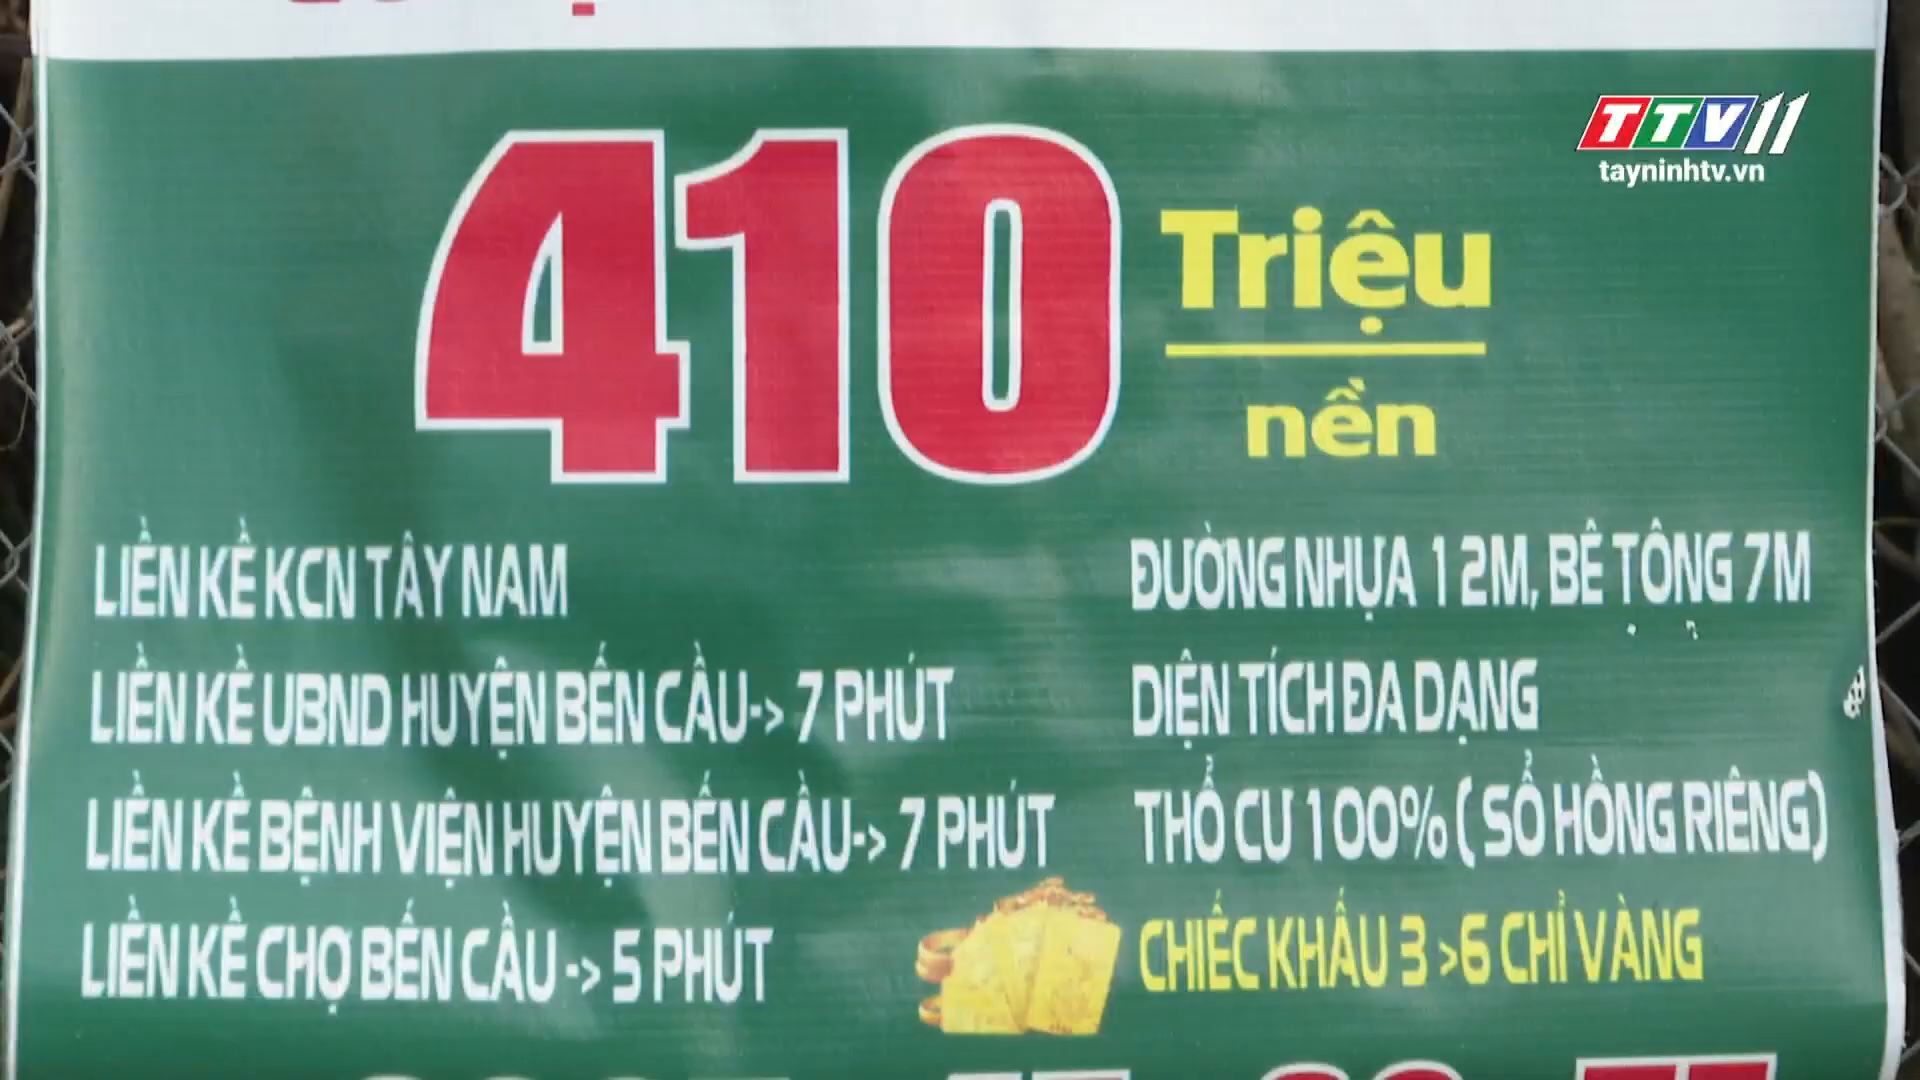 TTV11
tayninhtv.vn
410 Triệu
nền
LIỀN KỀ KCN TÂY NAM
LIỀN KỀ UBND HUYỆN BẾN CẦU-> 7 PHÚT
LIỀN KỀ BỆNH VIỆN HUYỆN BẾN CẦU-> 7 PHÚT
LIỀN KỀ CHỢ BẾN CẦU -> 5 PHÚT
ĐƯỜNG NHỰA 12M, BÊ TÔNG 7M
DIỆN TÍCH ĐA DẠNG
THỔ CƯ 100% ( SỔ HỒNG RIÊNG)
CHIẾC KHẤU 3 >6 CHỈ VÀNG